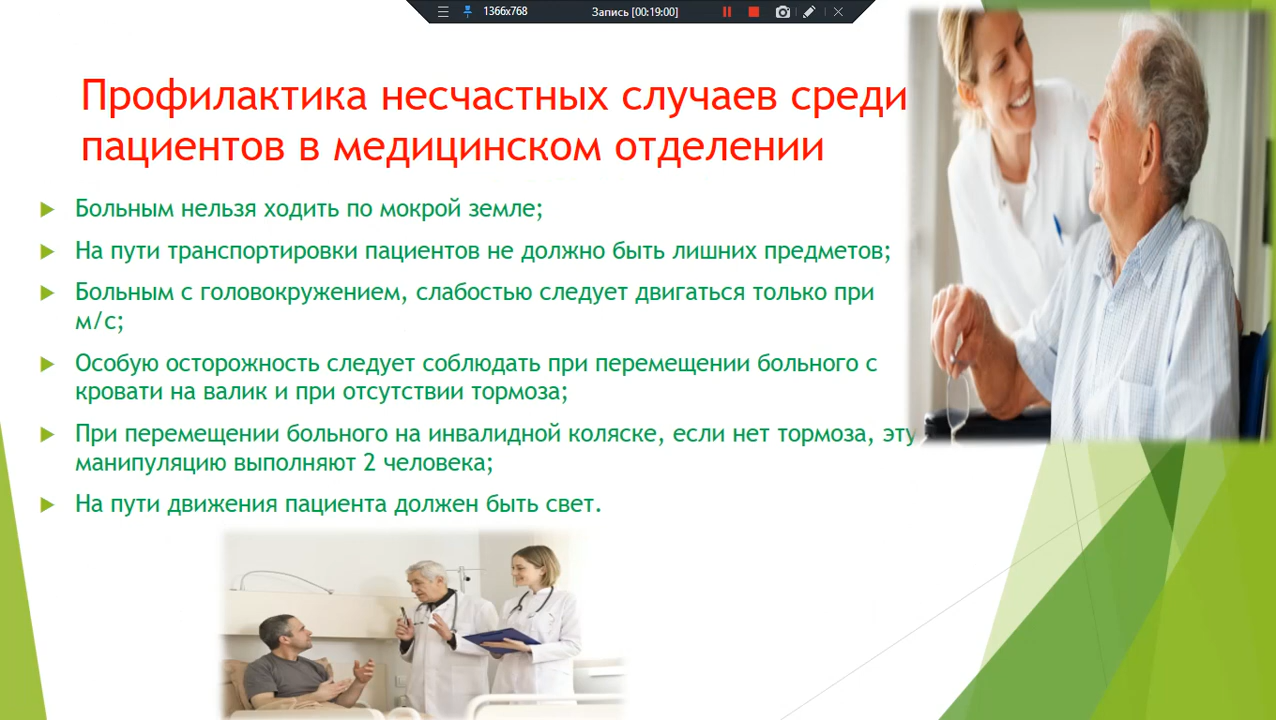 1366x768
Запись [00:19:00]
Профилактика несчастных случаев среди
пациентов в медицинском отделении
Больным нельзя ходить по мокрой земле;
На пути транспортировки пациентов не должно быть лишних предметов;
Больным с головокружением, слабостью следует двигаться только при
м/с;
Особую осторожность следует соблюдать при перемещении больного с
кровати на валик и при отсутствии тормоза;
При перемещении больного на инвалидной коляске, если нет тормоза, эту
манипуляцию выполняют 2 человека;
На пути движения пациента должен быть свет.